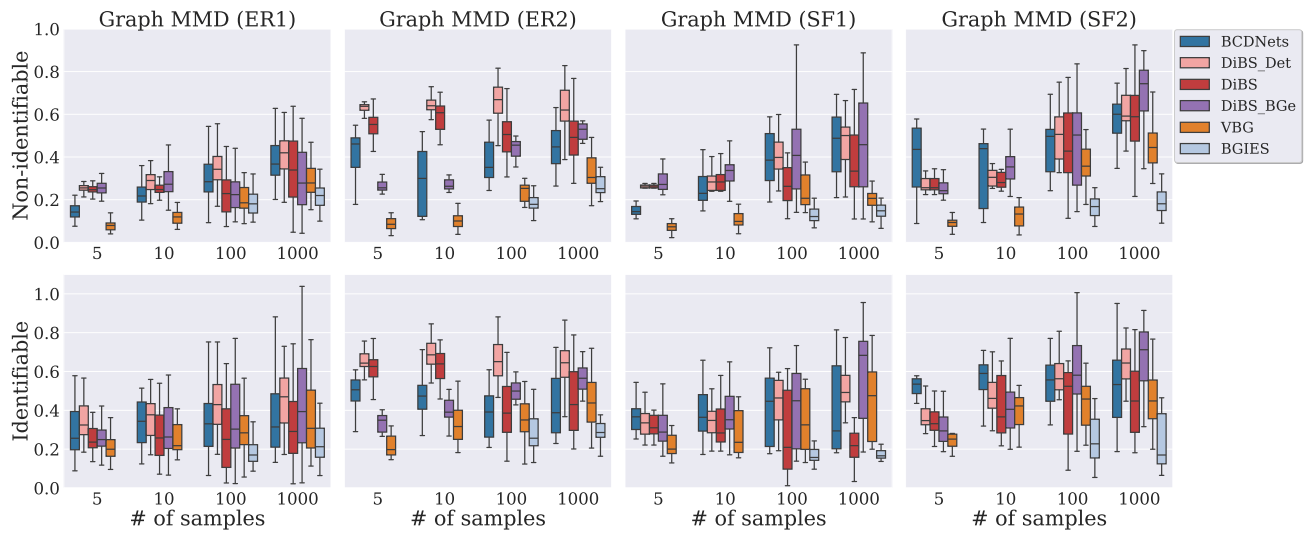 Graph MMD (ER1) Graph MMD (ER2) Graph MMD (SF1) Graph MMD (SF2)
Non-identifiable
1.0
0.8
0.6
0.4
0.2
0.0
5 10 100 1000 5 10 100 1000 5 10 100 1000 5 10 100 1000
BCDNets
DiBS_Det
DiBS
DiBS_BGe
VBG
BGIES
Identifiable
1.0
0.8
0.6
0.4
0.2
0.0
5 10 100 1000 5 10 100 1000 5 10 100 1000 5 10 100 1000
# of samples # of samples # of samples # of samples